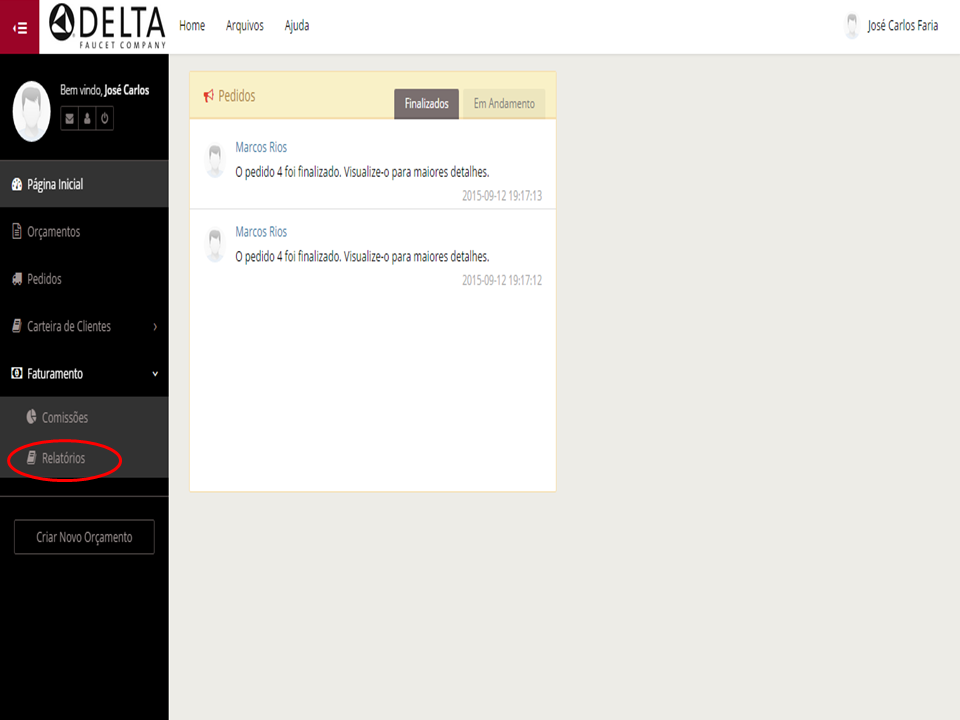 DELTA
FAUCET COMPANY
Home
Arquivos
Ajuda
José Carlos Faria
Bem vindo, José Carlos
Página Inicial
Orçamentos
Pedidos
Carteira de Clientes
Faturamento
Comissões
Relatórios
Criar Novo Orçamento
Pedidos
Finalizados
Em Andamento
Marcos Rios
O pedido 4 foi finalizado. Visualize-o para maiores detalhes.
2015-09-12 19:17:13
Marcos Rios
O pedido 4 foi finalizado. Visualize-o para maiores detalhes.
2015-09-12 19:17:12